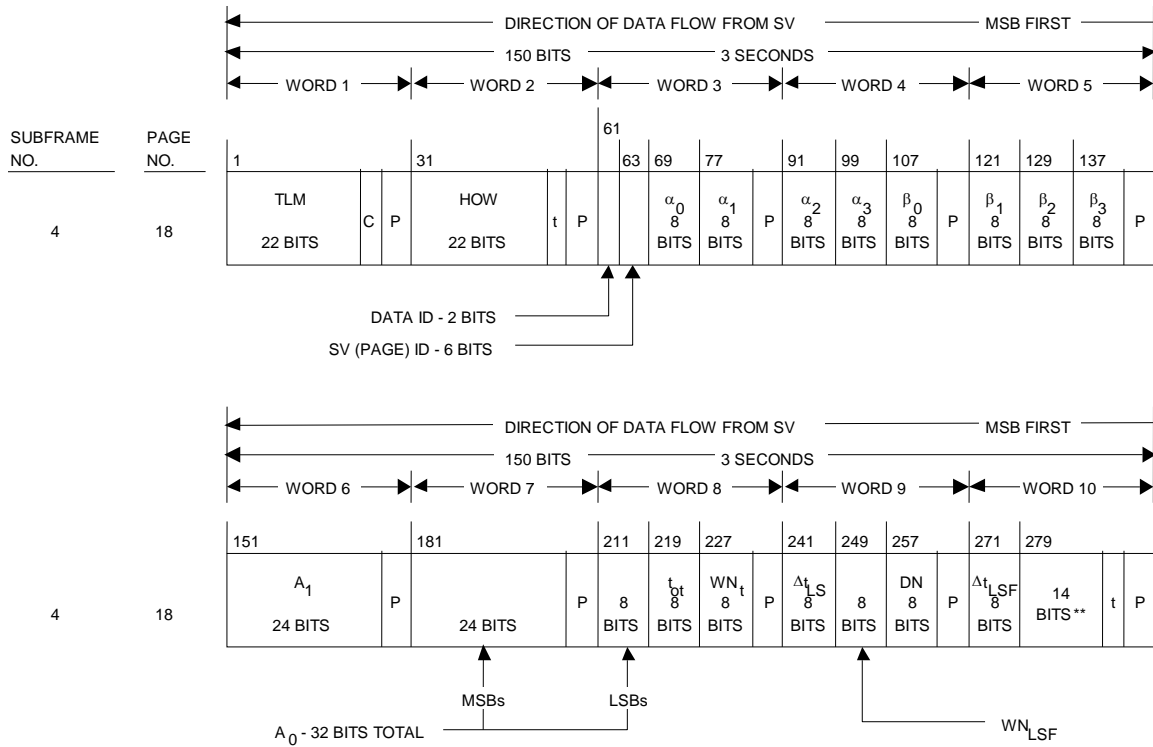 DIRECTION OF DATA FLOW FROM SV MSB FIRST
150 BITS 3 SECONDS
WORD 1 WORD 2 WORD 3 WORD 4 WORD 5
SUBFRAME NO. PAGE NO.
1 31 61 63 69 77 91 99 107 121 129 137
4 18
TLM 22 BITS C P
HOW 22 BITS t P
α0 8 BITS α1 8 BITS P
α2 8 BITS α3 8 BITS β0 8 BITS P
β1 8 BITS β2 8 BITS β3 8 BITS P
DATA ID - 2 BITS
SV (PAGE) ID - 6 BITS
DIRECTION OF DATA FLOW FROM SV MSB FIRST
150 BITS 3 SECONDS
WORD 6 WORD 7 WORD 8 WORD 9 WORD 10
151 181 211 219 227 241 249 257 271 279
4 18
A1 24 BITS P
24 BITS P
8 BITS tot 8 BITS WNt 8 BITS P
ΔtLS 8 BITS 8 BITS DN 8 BITS P
ΔtLSF 8 BITS 14 BITS** t P
MSBs LSBs
A0 - 32 BITS TOTAL
WNLSF